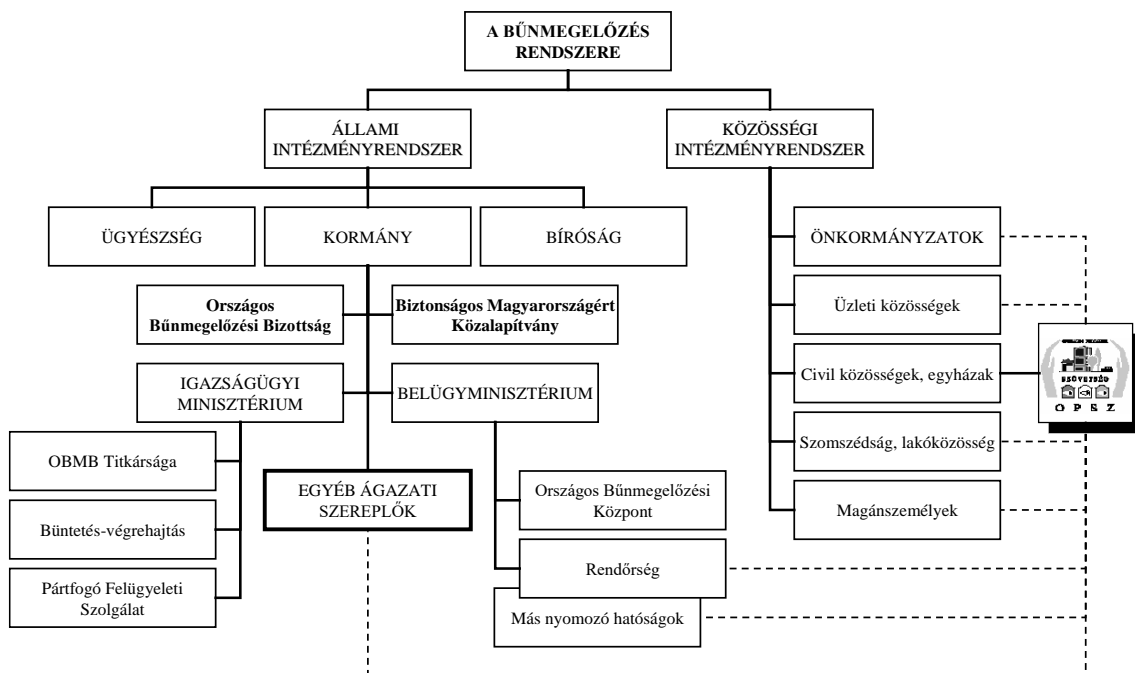 A BŰNMEGELŐZÉS
RENDSZERE
ÁLLAMI
INTÉZMÉNYRENDSZER
KÖZÖSSÉGI
INTÉZMÉNYRENDSZER
ÜGYÉSZSÉG
KORMÁNY
BÍRÓSÁG
ÖNKORMÁNYZATOK
Országos
Bűnmegelőzési Bizottság
Biztonságos Magyarországért
Közalapítvány
Üzleti közösségek
IGAZSÁGÜGYI
MINISZTÉRIUM
BELÜGYMINISZTÉRIUM
Civil közösségek, egyházak
SZÖVETSÉG
O P S Z
OBMB Titkársága
EGYÉB ÁGAZATI
SZEREPLŐK
Országos Bűnmegelőzési
Központ
Szomszédság, lakóközösség
Büntetés-végrehajtás
Magánszemélyek
Pártfogó Felügyeleti
Szolgálat
Rendőrség
Más nyomozó hatóságok